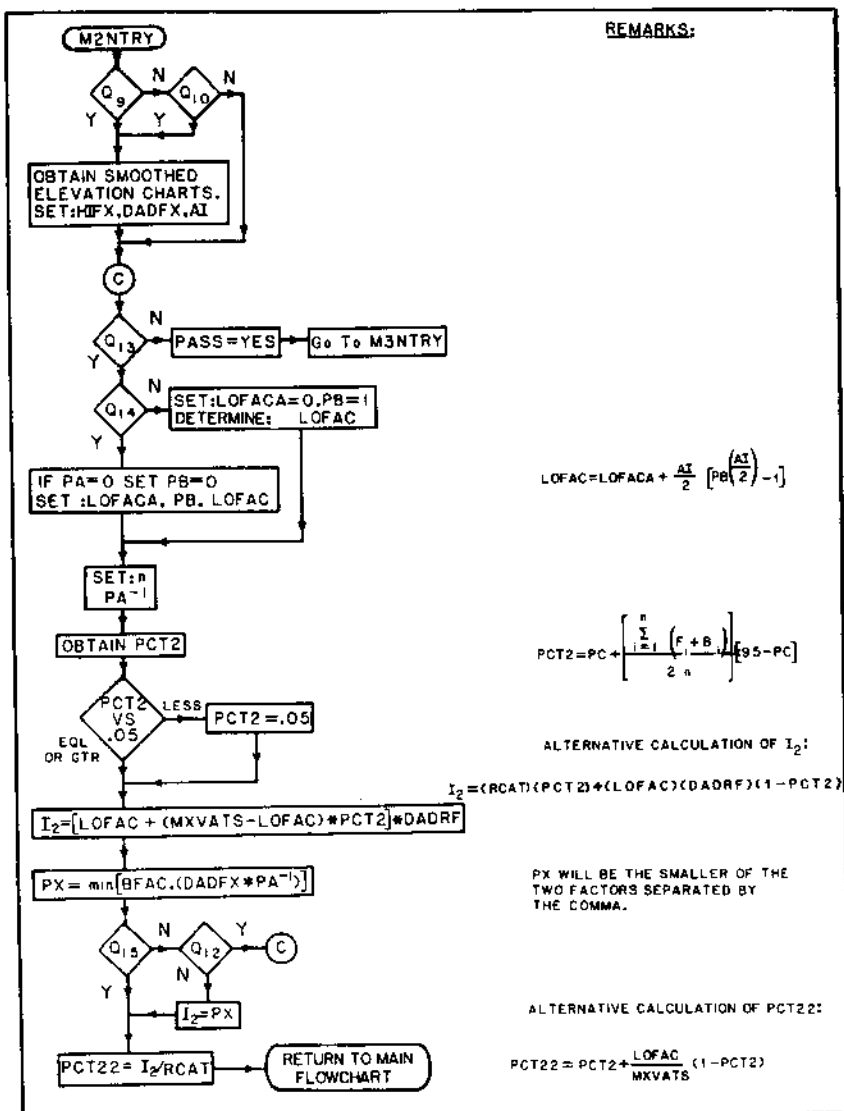 REMARKS:
M2NTRY
Q9
N
Q10
N
Y
Y
OBTAIN SMOOTHED
ELEVATION CHARTS.
SET:HIFX,DADFX,AI
C
Q13
N
PASS=YES
Go To M3NTRY
Y
Q14
N
SET:LOFACA=0,PB=1
DETERMINE: LOFAC
Y
IF PA=0 SET PB=0
SET :LOFACA, PB, LOFAC
LOFAC=LOFACA + AI/2 [PB^(AI/2) -1]
SET:n
PA⁻¹
OBTAIN PCT2
PCT2=PC+[Σ i=1 n (Fi+Bi) / 2n][95-PC]
PCT2
VS
.05
LESS
PCT2=.05
EQL
OR GTR
ALTERNATIVE CALCULATION OF I₂:
I₂=(RCAT)(PCT2)+(LOFAC)(DADRF)(1-PCT2)
I₂=[LOFAC + (MXVATS-LOFAC)*PCT2]*DADRF
PX= min[BFAC,(DADFX*PA⁻¹)]
PX WILL BE THE SMALLER OF THE
TWO FACTORS SEPARATED BY
THE COMMA.
Q15
N
Q12
Y
C
Y
N
I₂=PX
ALTERNATIVE CALCULATION OF PCT22:
PCT22= I₂/RCAT
RETURN TO MAIN
FLOWCHART
PCT22=PCT2+LOFAC/MXVATS (1-PCT2)